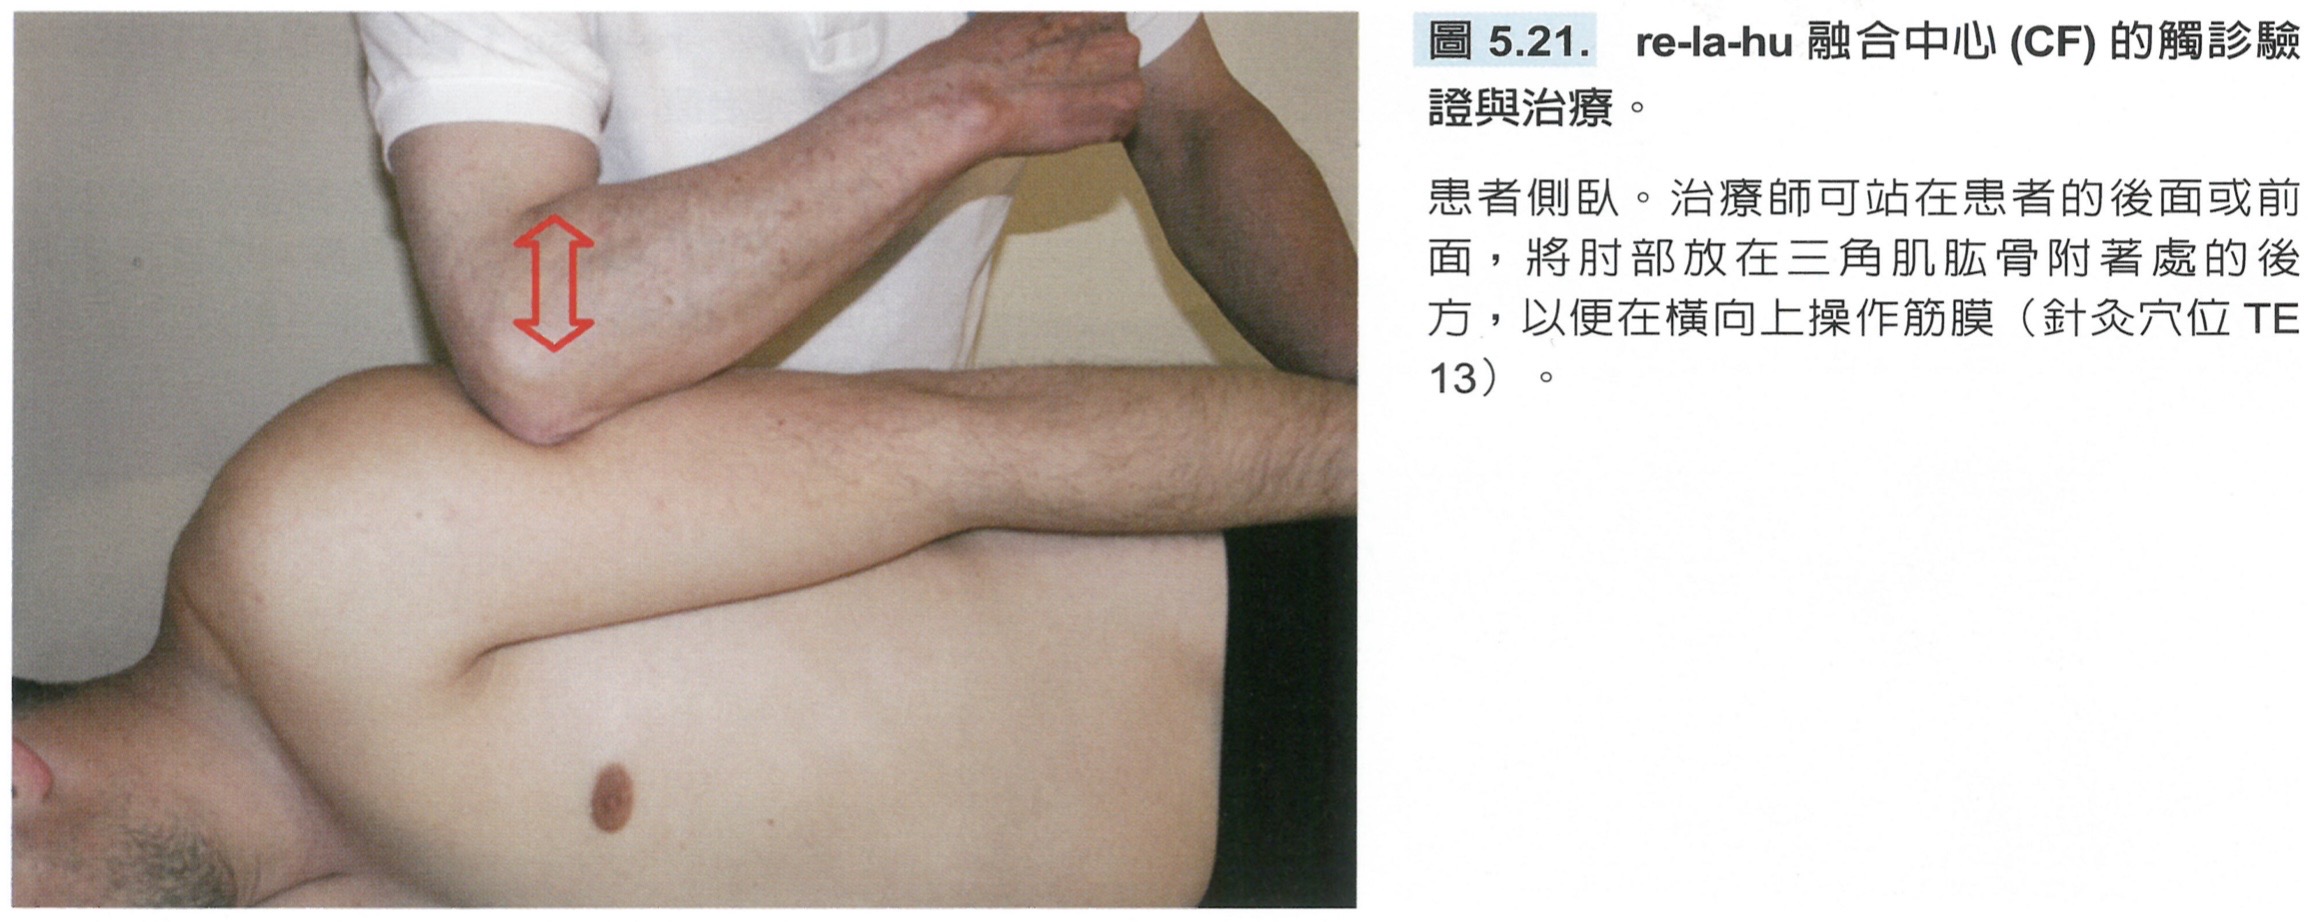 圖 5.21. re-la-hu 融合中心 (CF) 的觸診驗
證與治療。
患者側臥。治療師可站在患者的後面或前
面，將肘部放在三角肌肱骨附著處的後
方，以便在橫向上操作筋膜（針灸穴位 TE
13）。